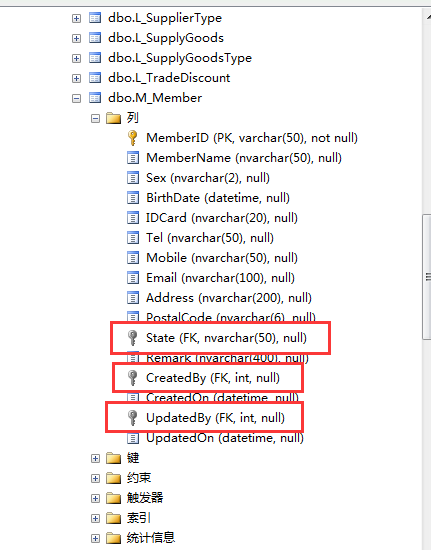 dbo.L_SupplierType
dbo.L_SupplyGoods
dbo.L_SupplyGoodsType
dbo.L_TradeDiscount
dbo.M_Member
列
MemberID (PK, varchar(50), not null)
MemberName (nvarchar(50), null)
Sex (nvarchar(2), null)
BirthDate (datetime, null)
IDCard (nvarchar(20), null)
Tel (nvarchar(50), null)
Mobile (nvarchar(50), null)
Email (nvarchar(100), null)
Address (nvarchar(200), null)
PostalCode (nvarchar(6), null)
State (FK, nvarchar(50), null)
Remark (nvarchar(400), null)
CreatedBy (FK, int, null)
CreatedOn (datetime, null)
UpdatedBy (FK, int, null)
UpdatedOn (datetime, null)
键
约束
触发器
索引
统计信息